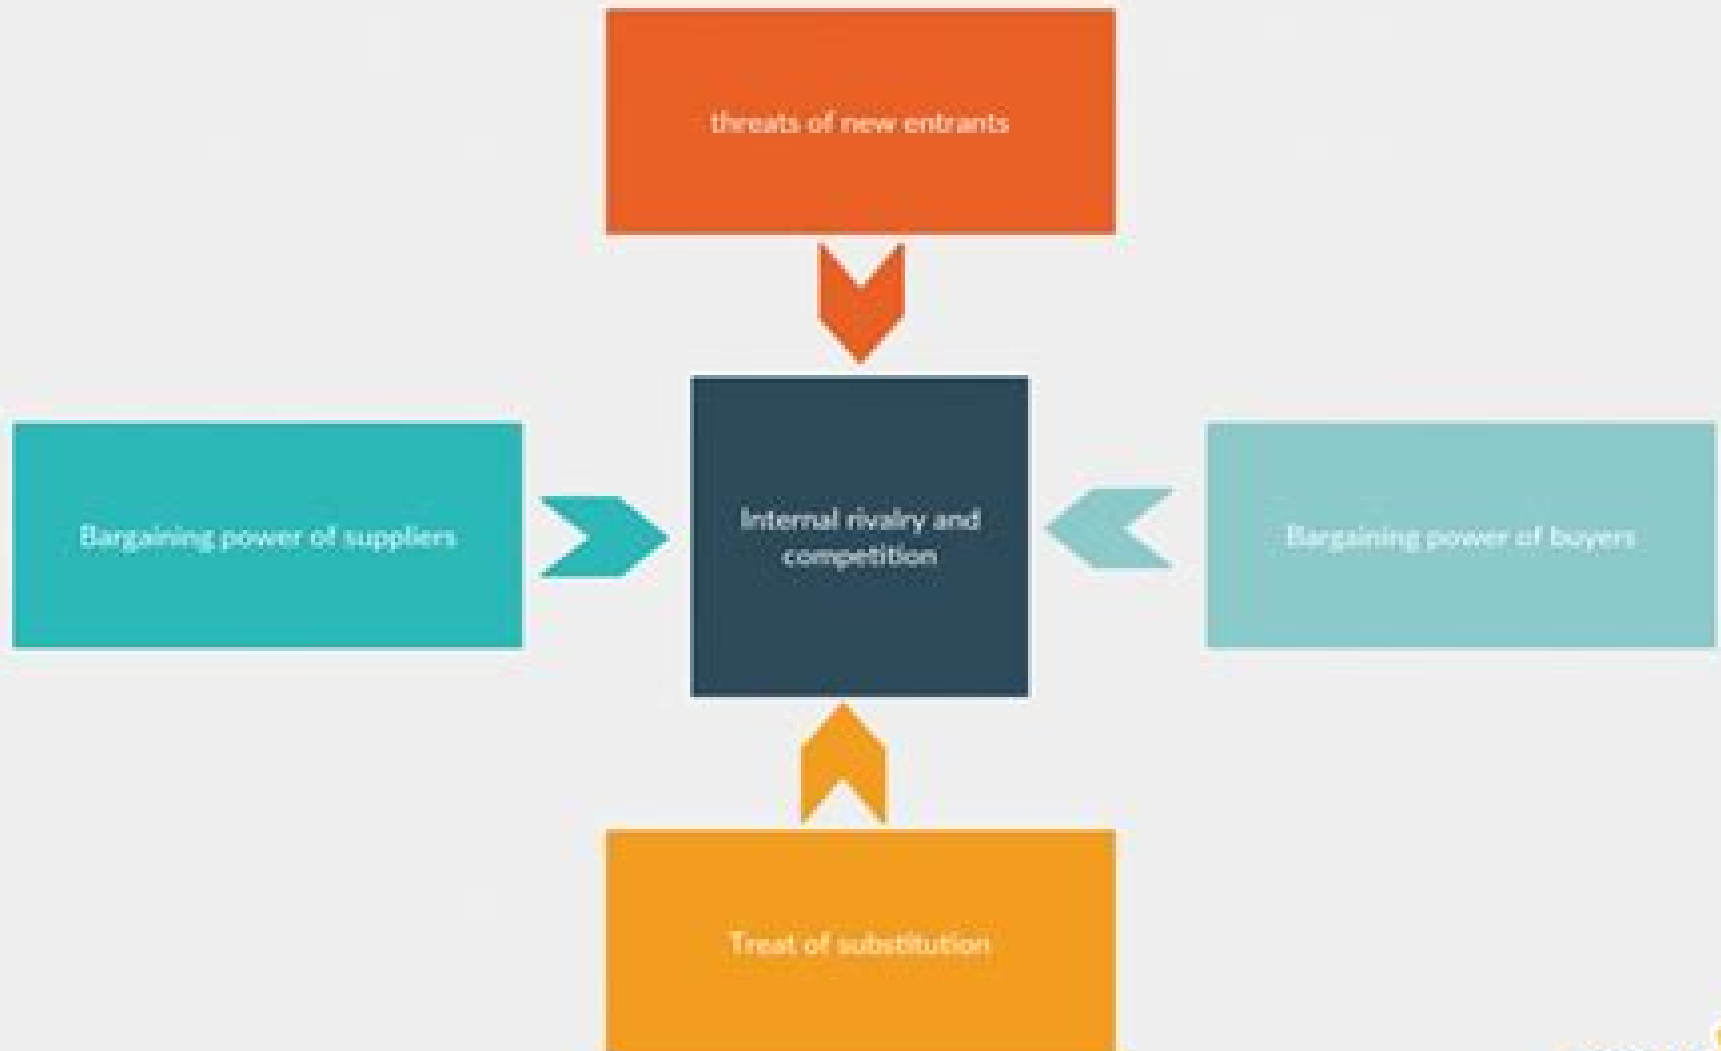 threats of new entrants
Bargaining power of suppliers
Internal rivalry and
competition
Bargaining power of buyers
Treat of substitution